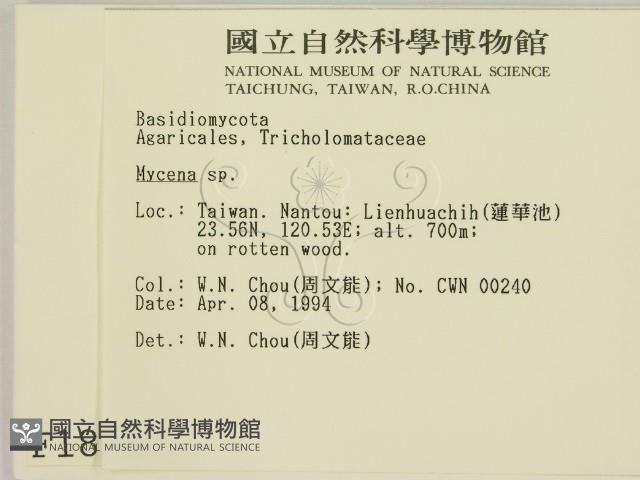 國立自然科學博物館
NATIONAL MUSEUM OF NATURAL SCIENCE
TAICHUNG, TAIWAN, R.O.CHINA
Basidiomycota
Agaricales, Tricholomataceae
Mycena sp.
Loc.: Taiwan. Nantou: Lienhuachih(蓮華池)
23.56N, 120.53E; alt. 700m;
on rotten wood.
Col.: W.N. Chou(周文能); No. CWN 00240
Date: Apr. 08, 1994
Det.: W.N. Chou(周文能)
國立自然科學博物館
NATIONAL MUSEUM OF NATURAL SCIENCE
F18